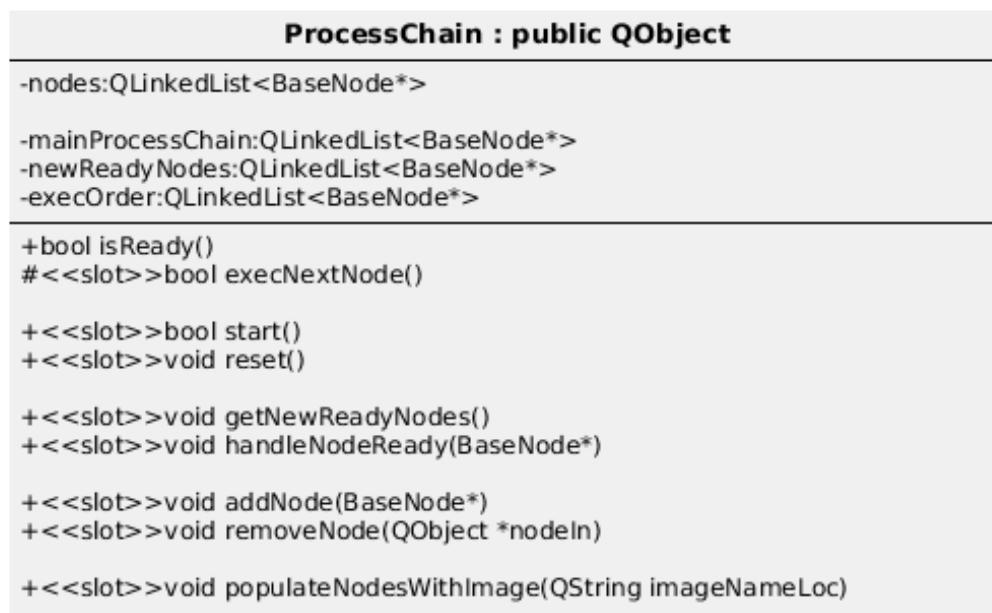 ProcessChain : public QObject
-nodes:QLinkedList<BaseNode*>
-mainProcessChain:QLinkedList<BaseNode*>
-newReadyNodes:QLinkedList<BaseNode*>
-execOrder:QLinkedList<BaseNode*>
+bool isReady()
#<<slot>>bool execNextNode()
+<<slot>>bool start()
+<<slot>>void reset()
+<<slot>>void getNewReadyNodes()
+<<slot>>void handleNodeReady(BaseNode*)
+<<slot>>void addNode(BaseNode*)
+<<slot>>void removeNode(QObject *nodeIn)
+<<slot>>void populateNodesWithImage(QString imageNameLoc)